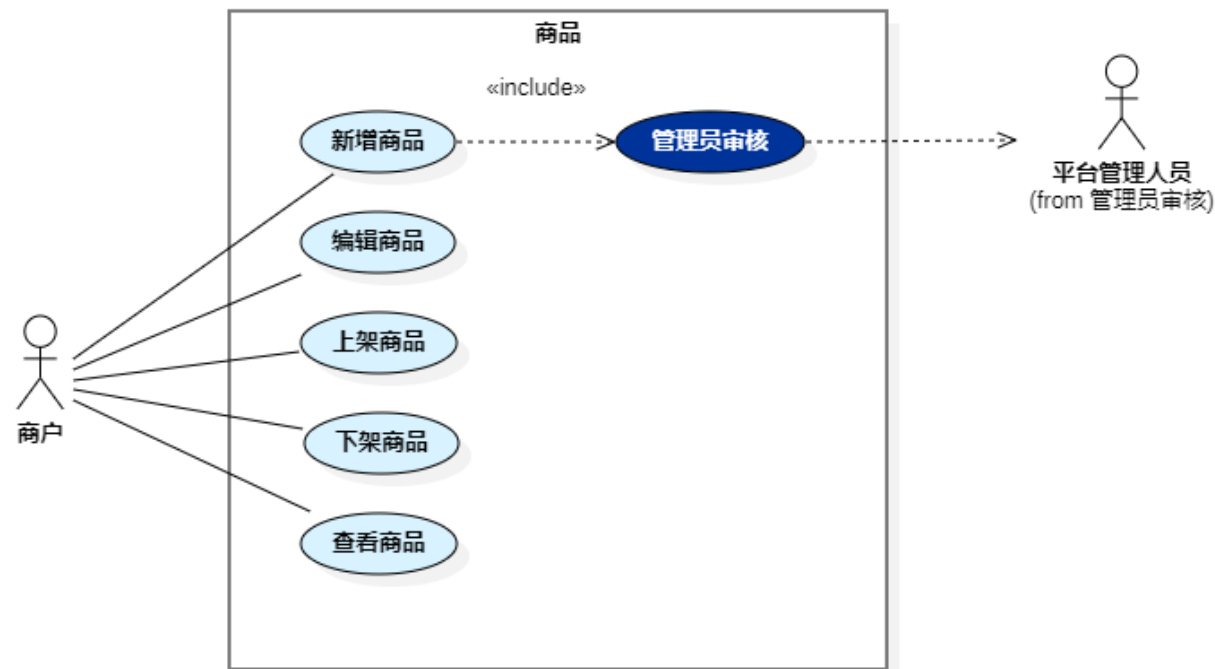 商品
«include»
新增商品
管理员审核
平台管理人员
(from 管理员审核)
编辑商品
上架商品
商户
下架商品
查看商品